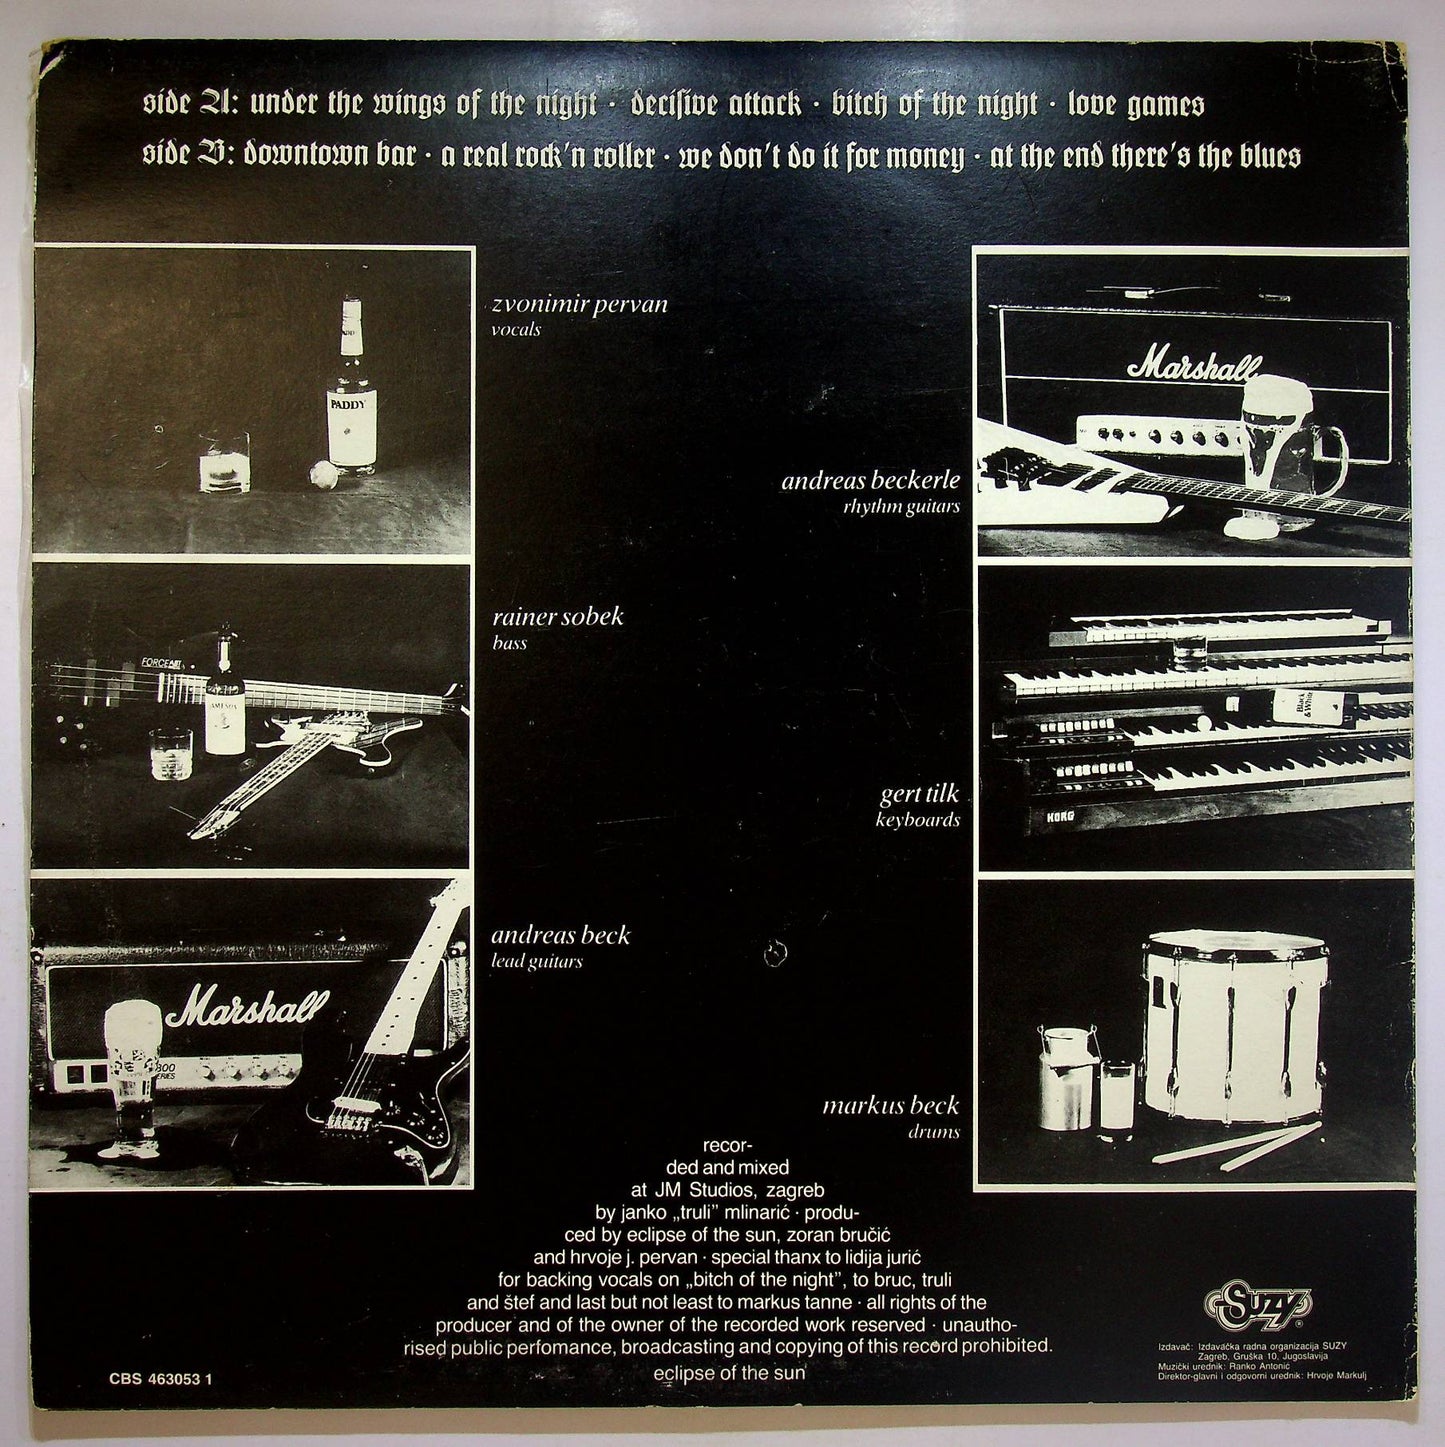 side A: under the wings of the night · decisive attack · bitch of the night · love games
side B: downtown bar · a real rock'n roller · we don't do it for money · at the end there's the blues
PADDY
zvonimir pervan
vocals
Marshall
andreas beckerle
rhythm guitars
rainer sobek
bass
Black
& White
KORG
gert tilk
keyboards
andreas beck
lead guitars
Marshall
800
markus beck
drums
recor-
ded and mixed
at JM Studios, zagreb
by janko „truli” mlinarić · produ-
ced by eclipse of the sun, zoran bručić
and hrvoje j. pervan · special thanx to lidija jurić
for backing vocals on „bitch of the night”, to bruc, truli
and štef and last but not least to markus tanne · all rights of the
producer and of the owner of the recorded work reserved · unautho-
rised public perfomance, broadcasting and copying of this record prohibited.
eclipse of the sun
CBS 463053 1
SUZY
Izdavač: Izdavačka radna organizacija SUZY
Zagreb, Gruška 10, Jugoslavija
Muzički urednik: Ranko Antonić
Direktor-glavni i odgovorni urednik: Hrvoje Markulj